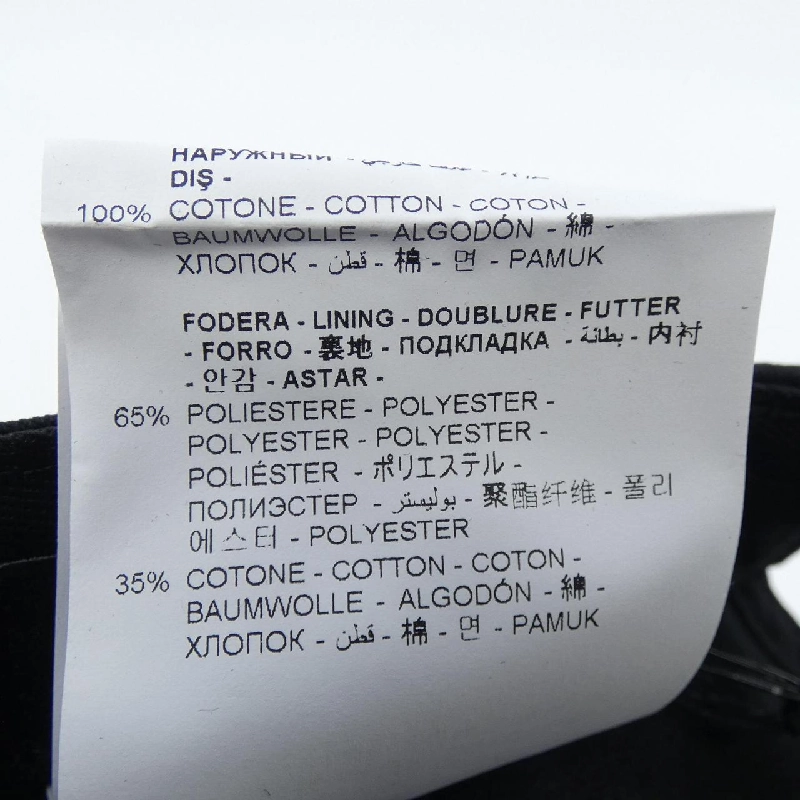 НАРУЖНЫЙ -
DIŞ -
100% COTONE - COTTON - COTON -
BAUMWOLLE - ALGODÓN - 綿 -
ХЛОПОК - قطن - 棉 - 면 - PAMUK
FODERA - LINING - DOUBLURE - FUTTER
- FORRO - 裏地 - ПОДКЛАДКА - بطانة - 内衬
- 안감 - ASTAR -
65% POLIESTERE - POLYESTER -
POLYESTER - POLYESTER -
POLIÉSTER - ポリエステル -
ПОЛИЭСТЕР - بوليستر - 聚酯纤维 - 폴리
에스터 - POLYESTER
35% COTONE - COTTON - COTON -
BAUMWOLLE - ALGODÓN - 綿 -
ХЛОПОК - قطن - 棉 - 면 - PAMUK